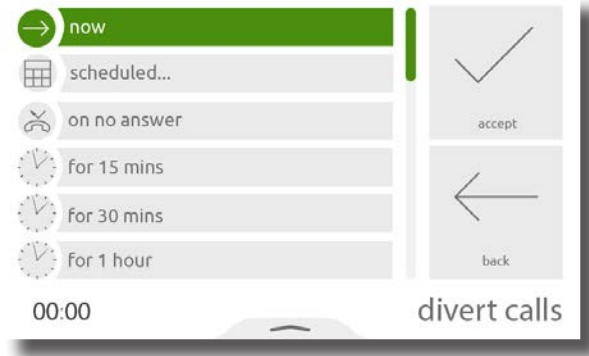 now
scheduled...
on no answer
for 15 mins
for 30 mins
for 1 hour
accept
back
00:00
divert calls